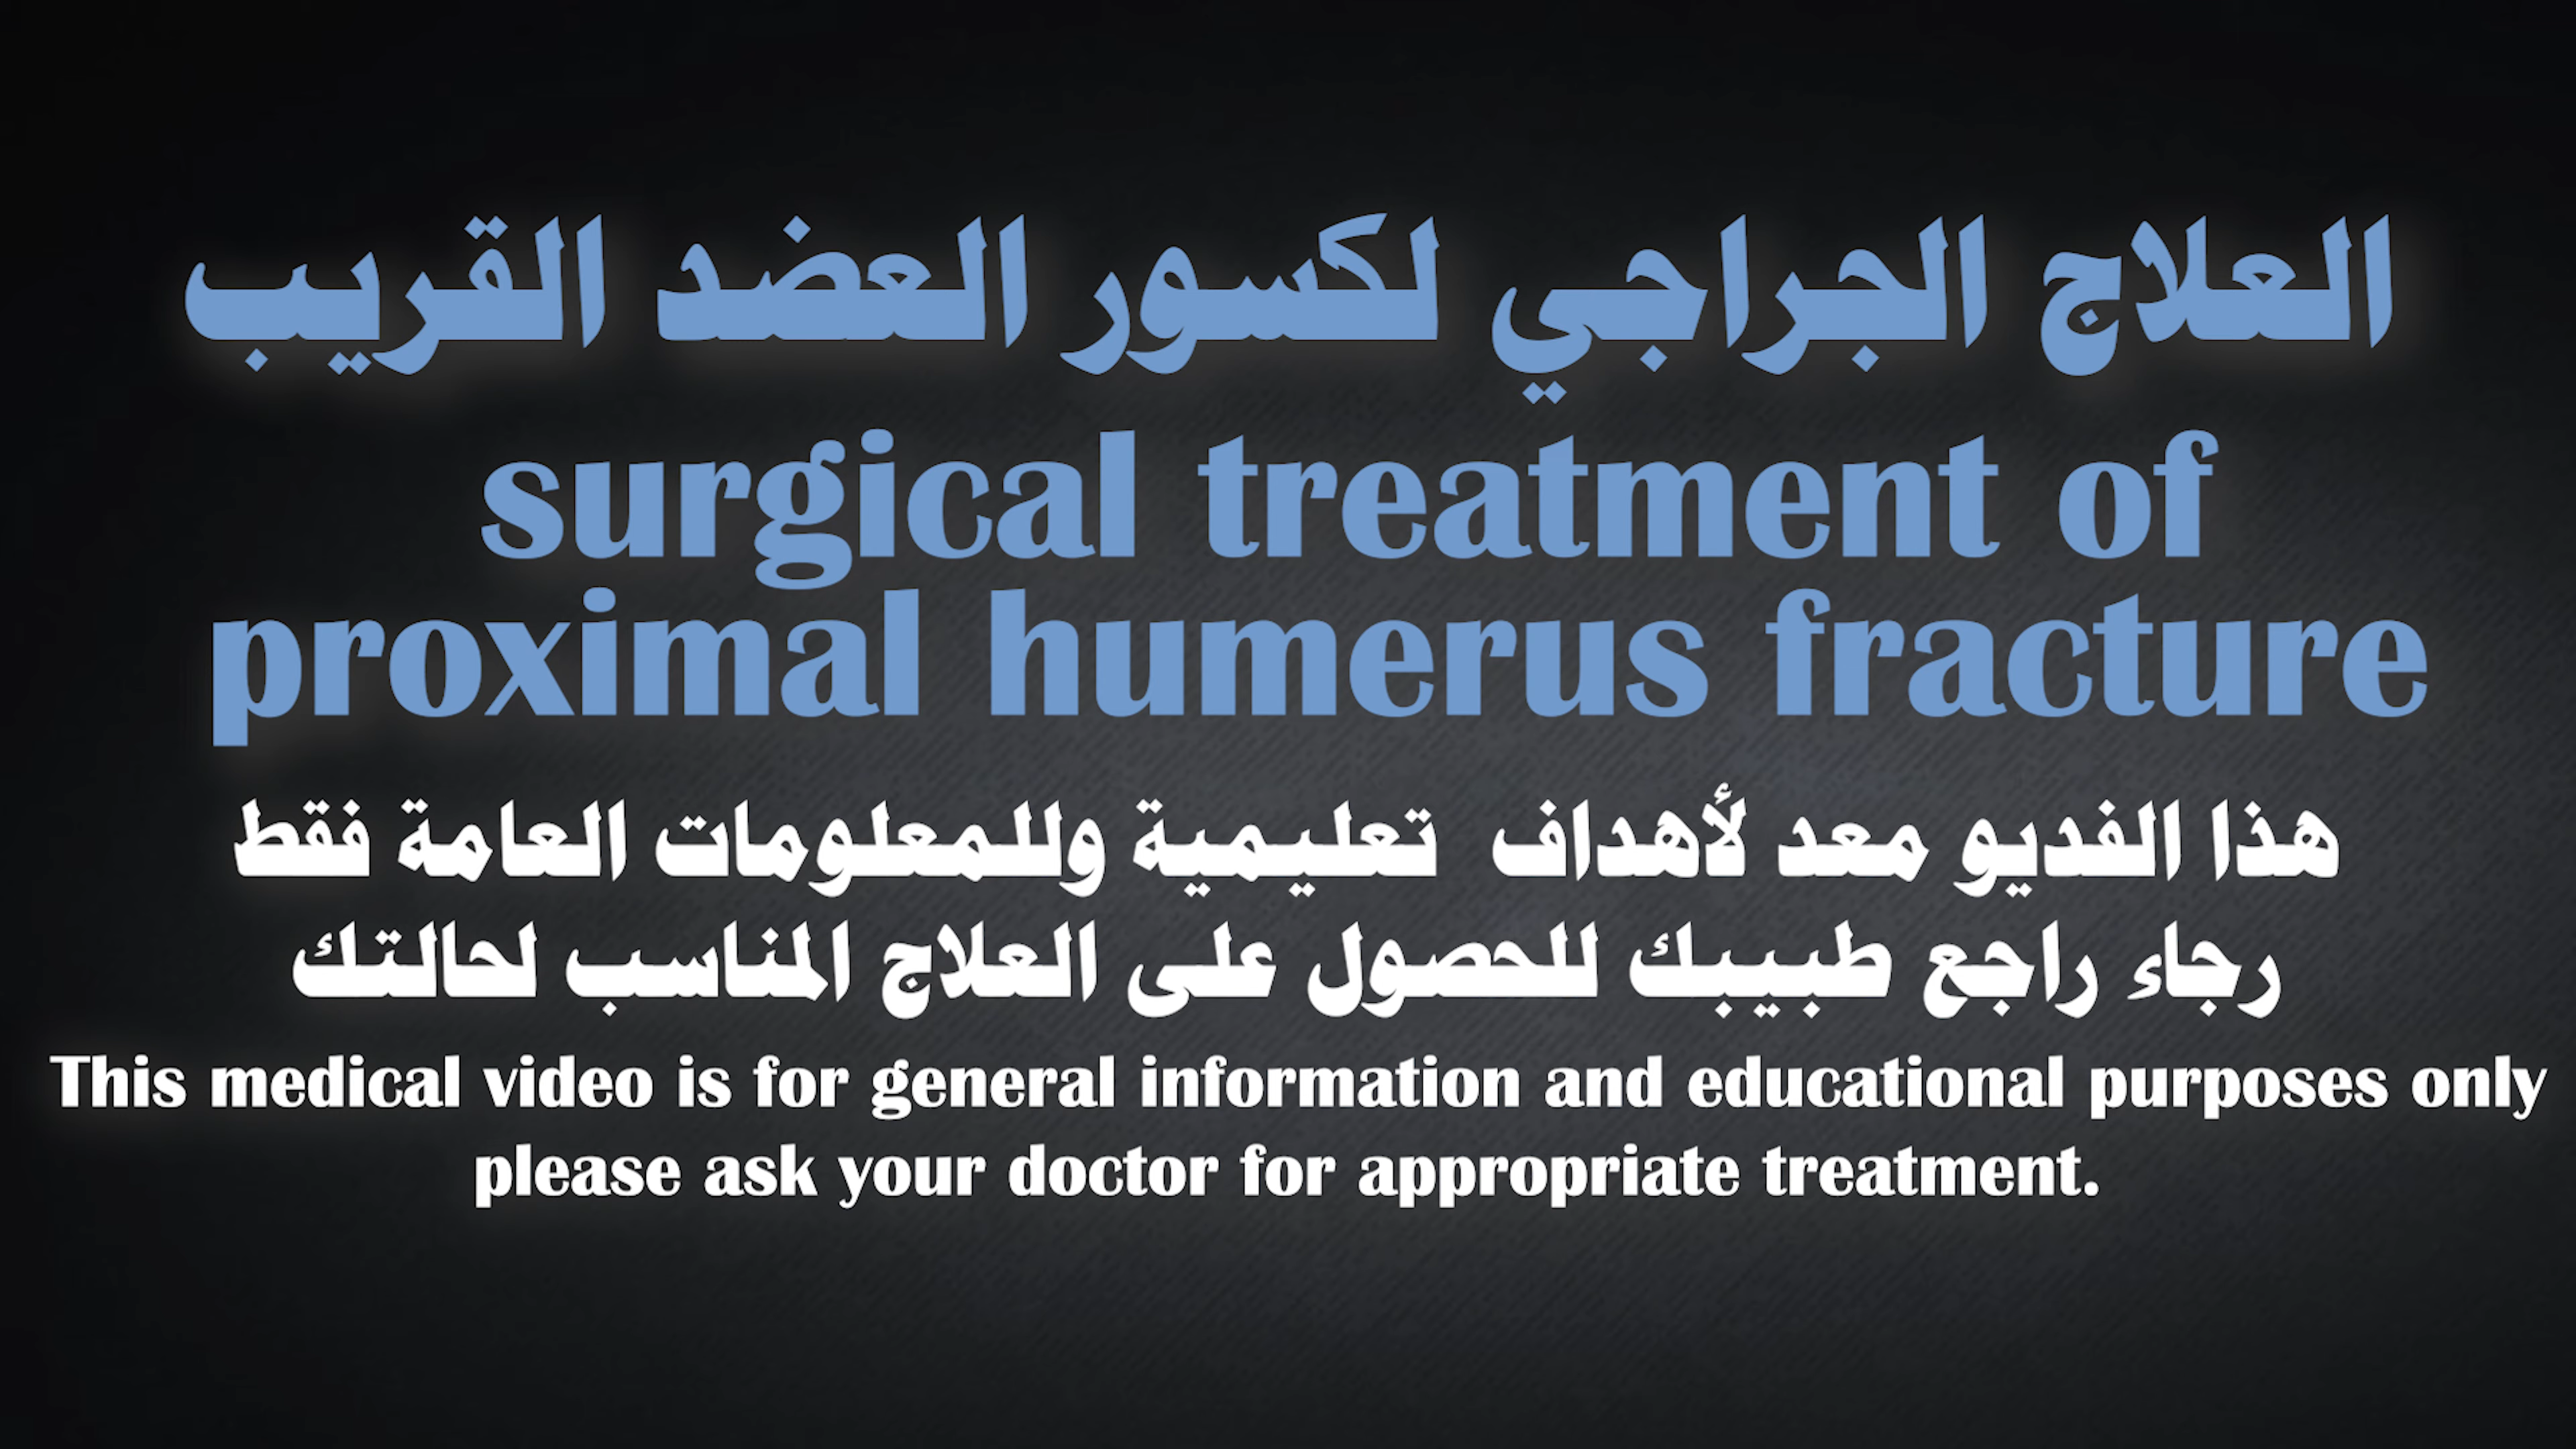 العلاج الجراجي لكسور العضد القريب
surgical treatment of
proximal humerus fracture
هذا الفديو معد لأهداف تعليمية وللمعلومات العامة فقط
رجاء راجع طبيبك للحصول على العلاج المناسب لحالتك
This medical video is for general information and educational purposes only
please ask your doctor for appropriate treatment.